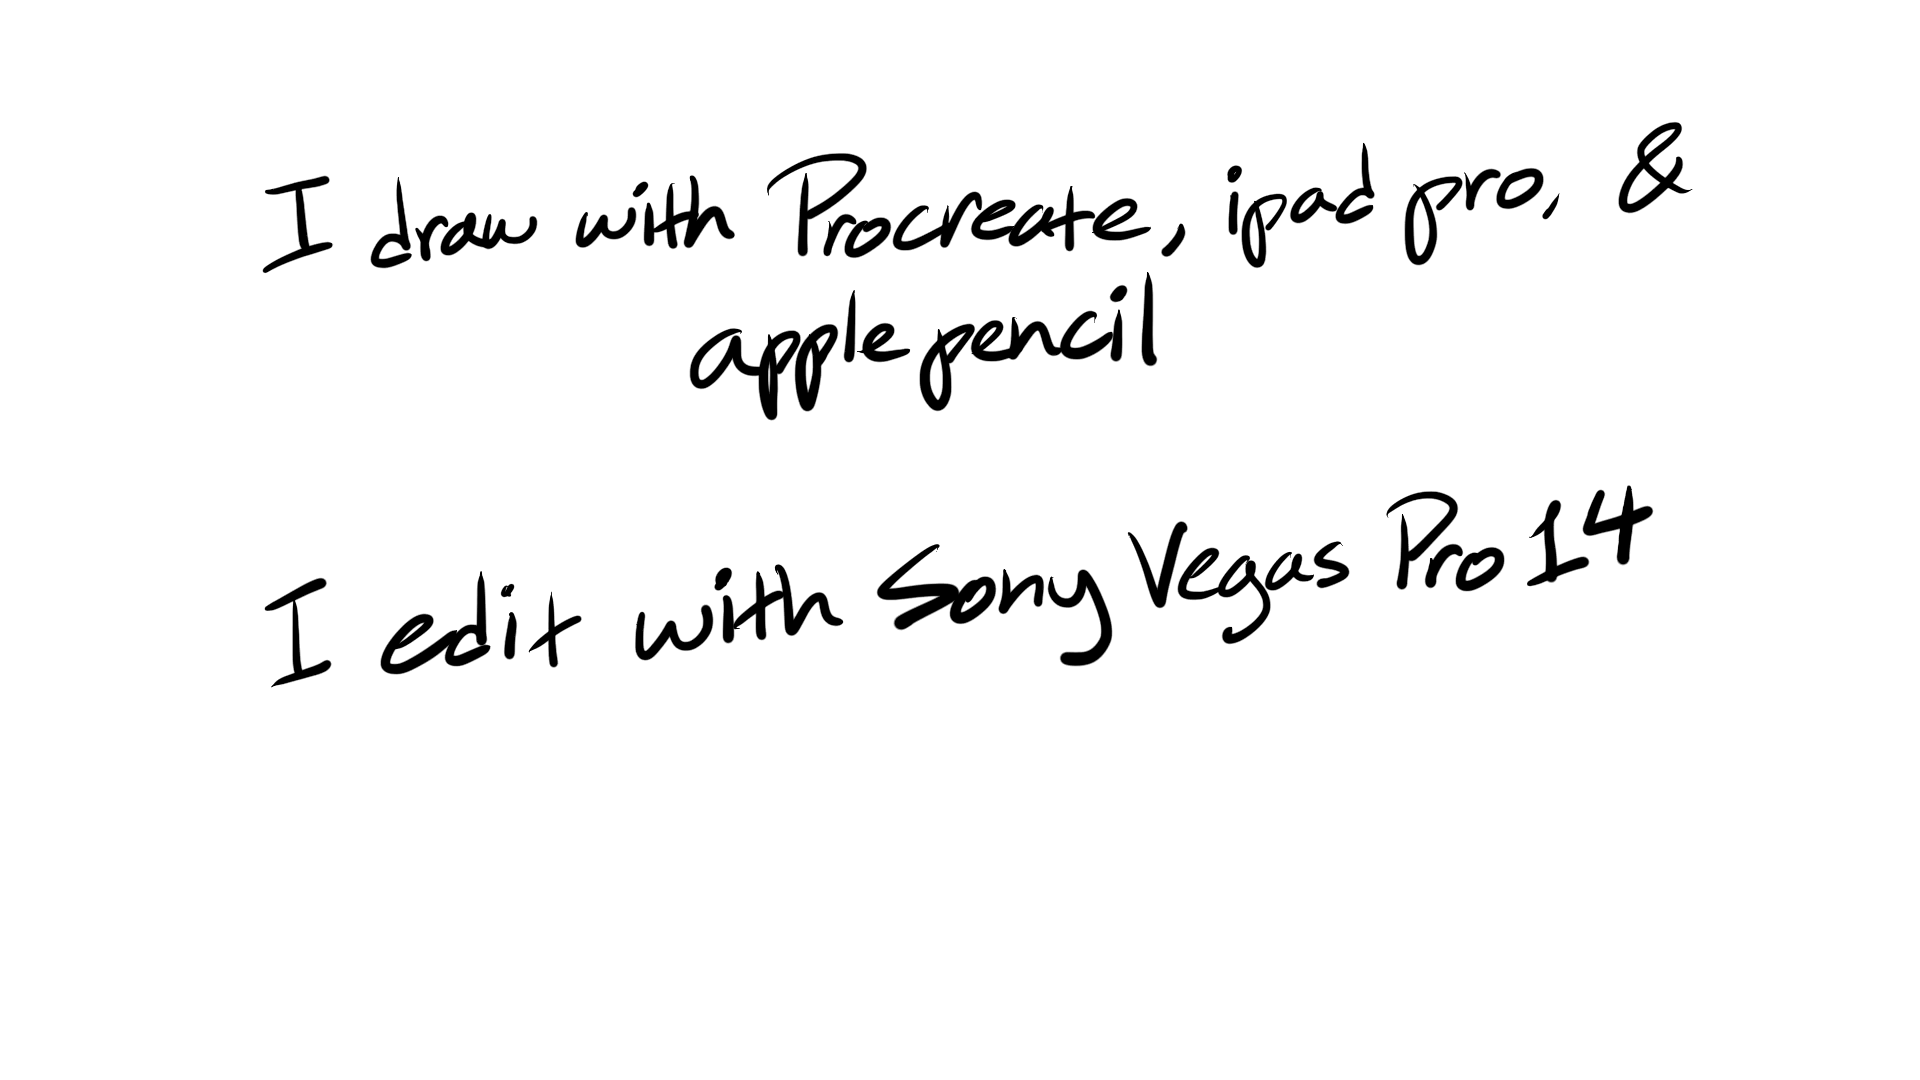 I draw with Procreate, ipad pro, &
apple pencil
I edit with Sony Vegas Pro 14